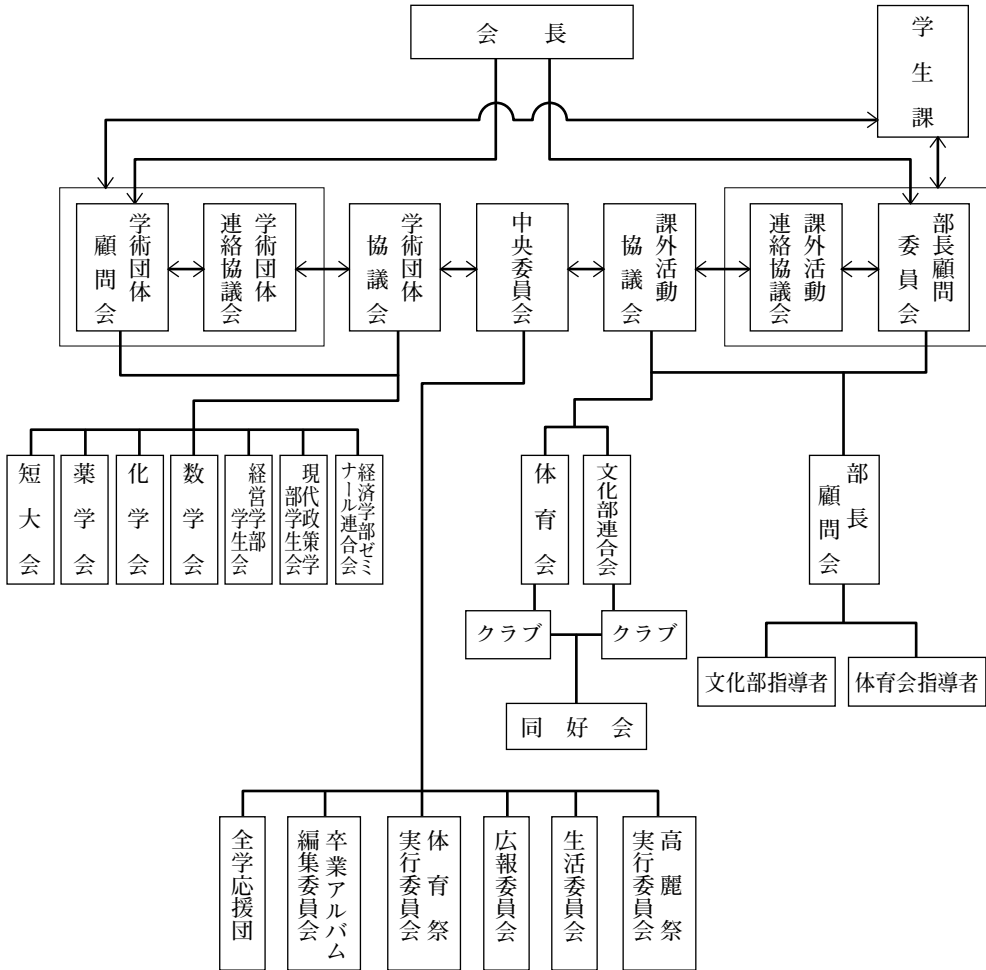 会長
学生課
学術団体
顧問会
学術団体
連絡協議会
学術団体
協議会
中央委員会
課外活動
協議会
課外活動
連絡協議会
部長顧問
委員会
短大会
薬学会
化学会
数学会
経営学部
学生会
現代政策学
部学生会
経済学部ゼミ
ナール連合会
体育会
文化部連合会
部長
顧問会
クラブ
クラブ
文化部指導者
体育会指導者
同好会
全学応援団
卒業アルバム
編集委員会
体育祭
実行委員会
広報委員会
生活委員会
高麗祭
実行委員会